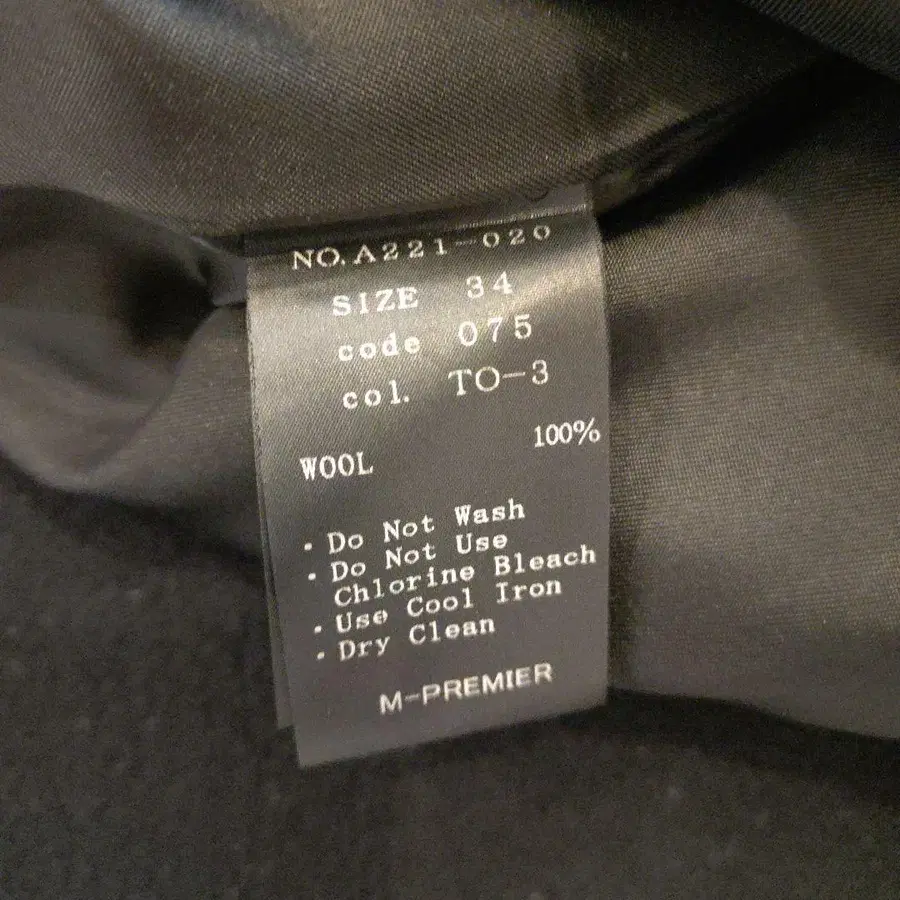 NO.A221-020
SIZE 34
code 075
col. TO-3
WOOL 100%
・Do Not Wash
・Do Not Use
Chlorine Bleach
・Use Cool Iron
・Dry Clean
M-PREMIER